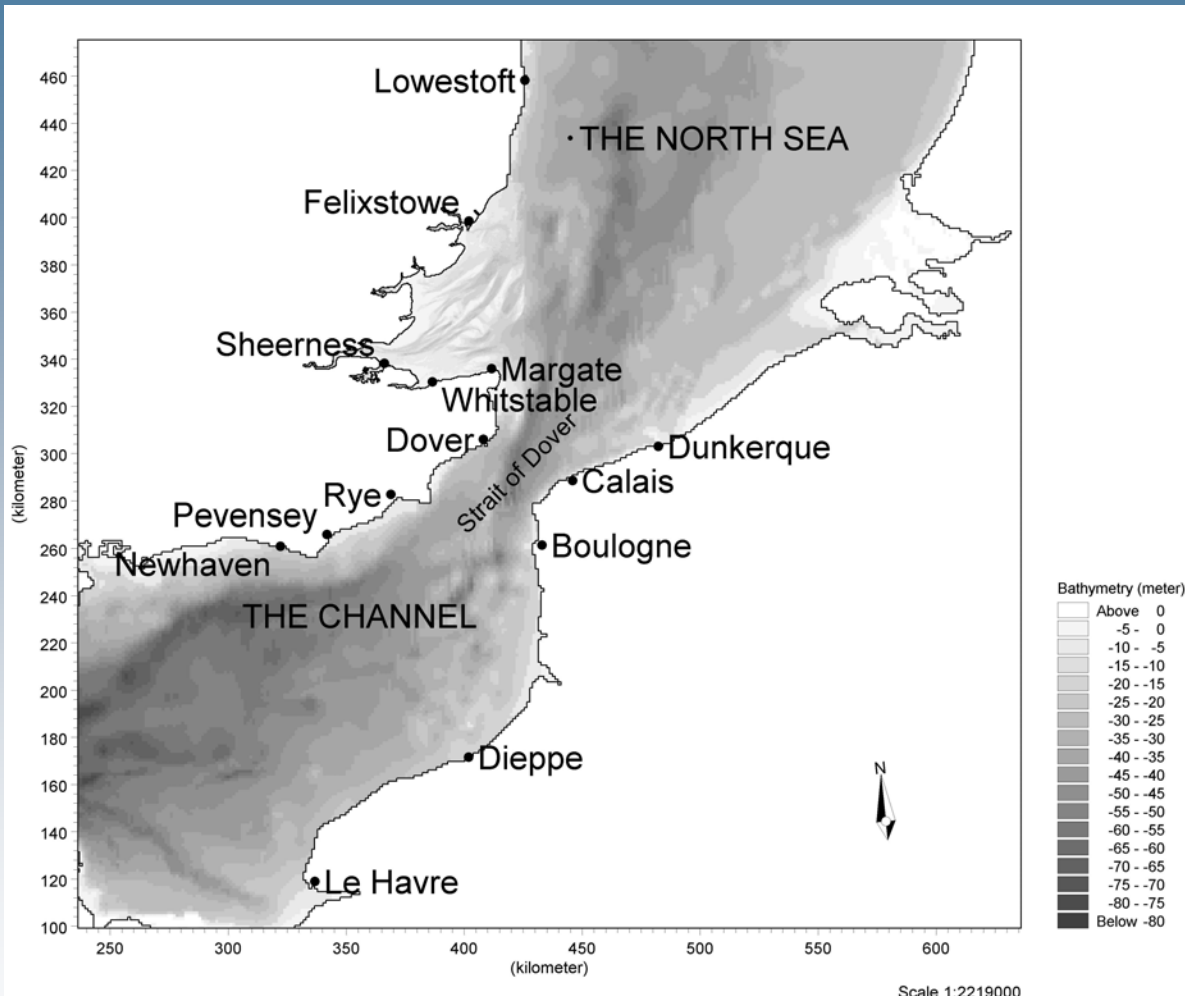 460
440
420
400
380
360
340
320
300
280
260
240
220
200
180
160
140
120
100
(kilometer)
Lowestoft
THE NORTH SEA
Felixstowe
Sheerness
Margate
Whitstable
Dover
Strait of Dover
Dunkerque
Calais
Rye
Pevensey
Boulogne
Newhaven
THE CHANNEL
Dieppe
N
Le Havre
250 300 350 400 450 500 550 600
(kilometer)
Bathymetry (meter)
Above 0
-5 - 0
-10 - -5
-15 - -10
-20 - -15
-25 - -20
-30 - -25
-35 - -30
-40 - -35
-45 - -40
-50 - -45
-55 - -50
-60 - -55
-65 - -60
-70 - -65
-75 - -70
-80 - -75
Below -80
Scale 1:2219000